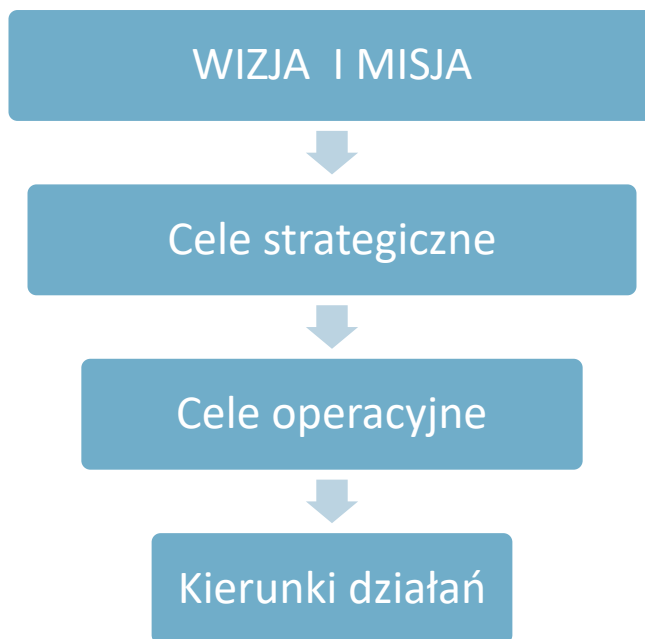 WIZJA I MISJA
Cele strategiczne
Cele operacyjne
Kierunki działań